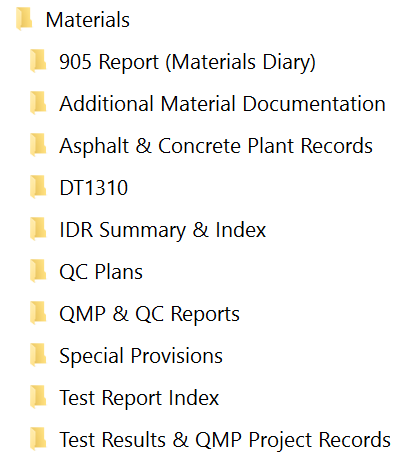 Materials
905 Report (Materials Diary)
Additional Material Documentation
Asphalt & Concrete Plant Records
DT1310
IDR Summary & Index
QC Plans
QMP & QC Reports
Special Provisions
Test Report Index
Test Results & QMP Project Records